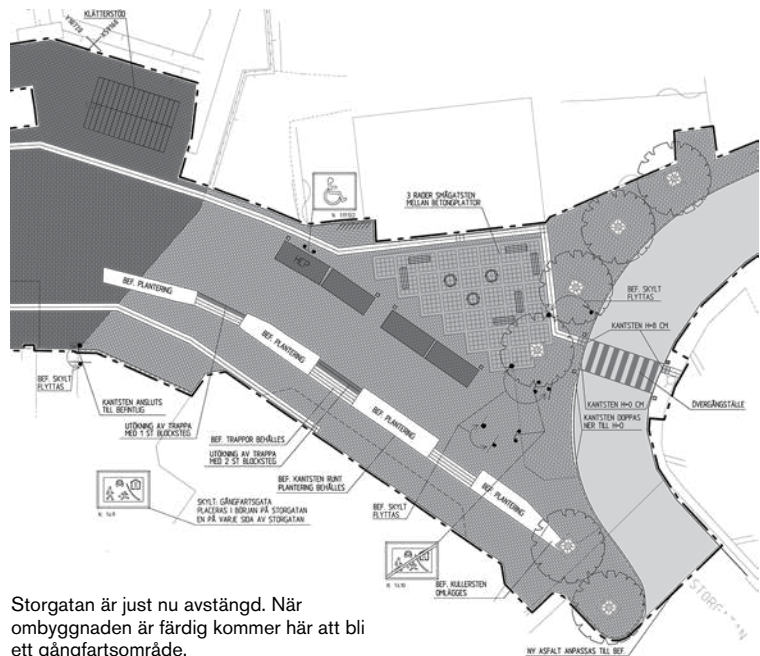 KLÄTTERSTÖD
3 RADER SMÅGATSTEN
MELLAN BETONGPLATTOR
HCP
BEF. PLANTERING
BEF. PLANTERING
BEF. PLANTERING
BEF. PLANTERING
BEF. SKYLT
FLYTTAS
KANTSTEN H=8 CM
ÖVERGÅNGSTÄLLE
KANTSTEN H=0 CM
KANTSTEN DOPPAS
NER TILL H=0
BEF. SKYLT
FLYTTAS
KANTSTEN ANSLUTS
TILL BEFINTLIG
UTÖKNING AV TRAPPA
MED 1 ST BLOCKSTEG
BEF. TRAPPOR BEHÅLLES
UTÖKNING AV TRAPPA
MED 2 ST BLOCKSTEG
BEF. KANTSTEN RUNT
PLANTERING BEHÅLLES
SKYLT: GÅNGFARTSGATA
PLACERAS I BÖRJAN PÅ STORGATAN
EN PÅ VARJE SIDA AV STORGATAN
BEF. SKYLT
FLYTTAS
BEF. KULLERSTEN
OMLÄGGES
STORGATAN
NY ASFALT ANPASSAS TILL BEF.
Storgatan är just nu avstängd. När
ombyggnaden är färdig kommer här att bli
ett gångfartsområde.